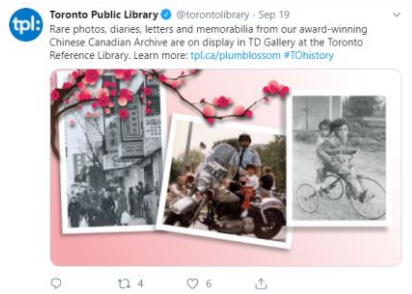 tpl:
Toronto Public Library @torontolibrary · Sep 19
Rare photos, diaries, letters and memorabilia from our award-winning
Chinese Canadian Archive are on display in TD Gallery at the Toronto
Reference Library. Learn more: tpl.ca/plumblossom #TOhistory
POLICE
4
6